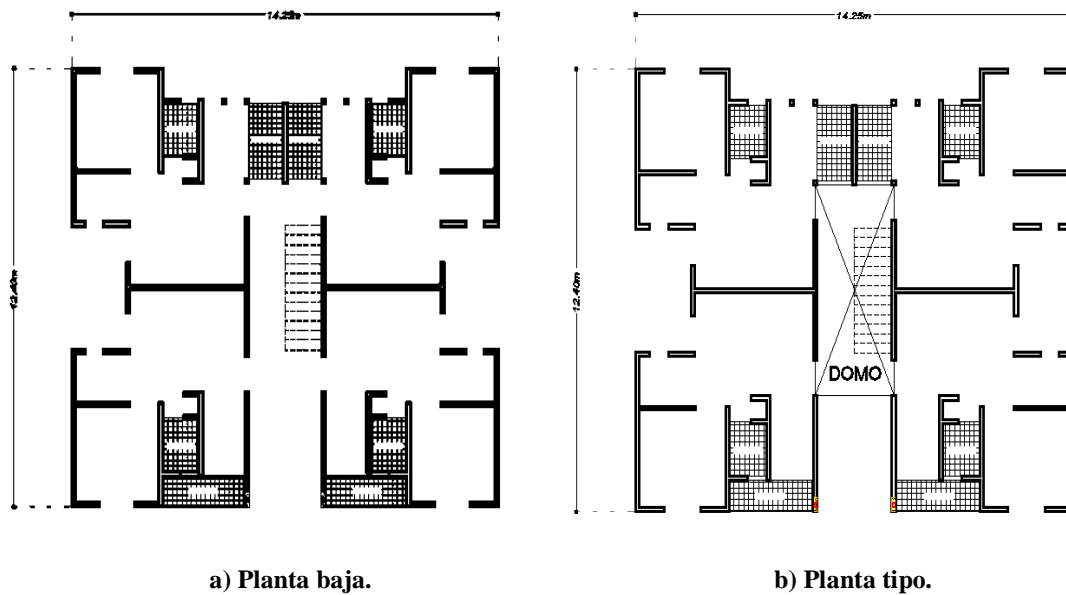 14.25m
14.25m
12.40m
12.40m
DOMO
a) Planta baja.
b) Planta tipo.